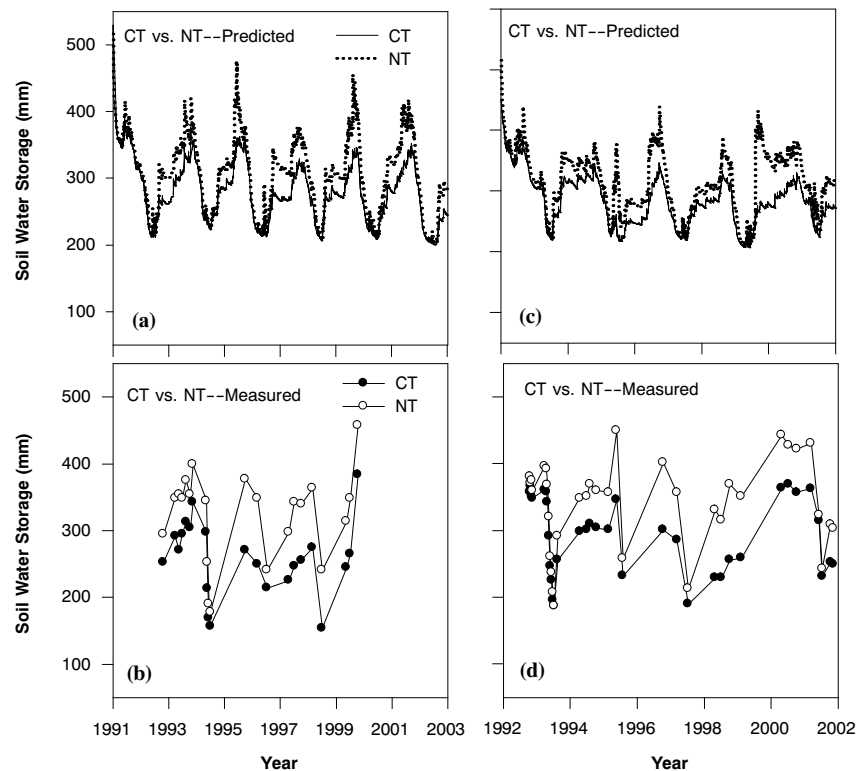 CT vs. NT--Predicted
CT
NT
500
400
300
200
100
Soil Water Storage (mm)
(a)
CT vs. NT--Predicted
(c)
CT vs. NT--Measured
CT
NT
500
400
300
200
100
Soil Water Storage (mm)
(b)
1991 1993 1995 1997 1999 2001 2003
Year
CT vs. NT--Measured
(d)
1992 1994 1996 1998 2000 2002
Year